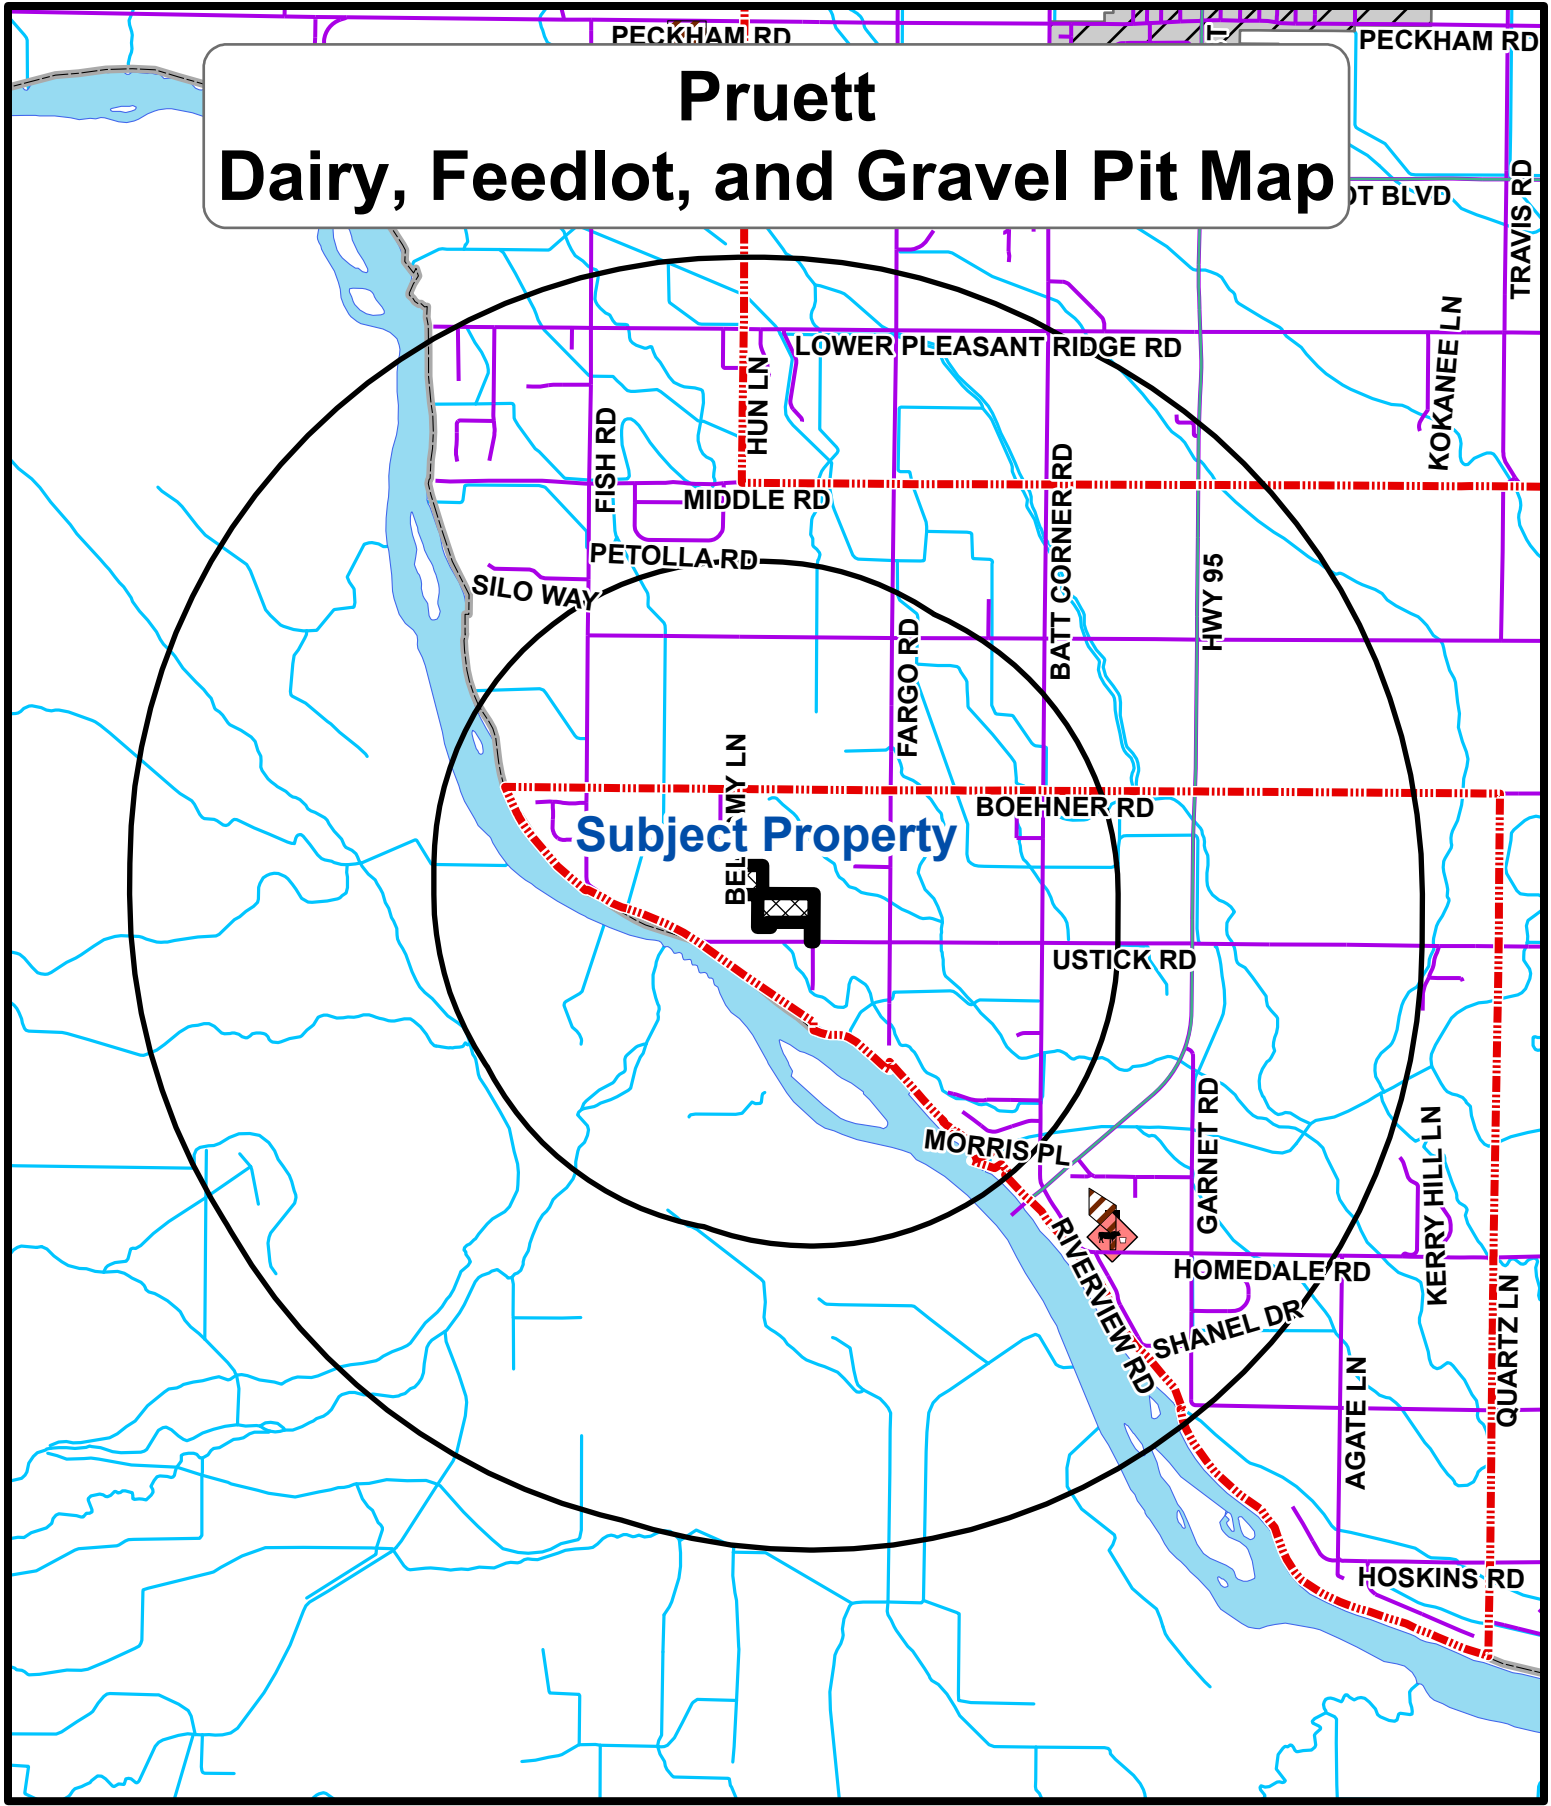 PECKHAM RD
PECKHAM RD
Pruett
Dairy, Feedlot, and Gravel Pit Map
OT BLVD
TRAVIS RD
LOWER PLEASANT RIDGE RD
KOKANEE LN
HUN LN
FISH RD
MIDDLE RD
BATT CORNER RD
PETOLLA RD
SILO WAY
HWY 95
FARGO RD
BOEHNER RD
Subject Property
USTICK RD
MORRIS PL
GARNET RD
KERRY HILL LN
RIVERVIEW RD
HOMEDALE RD
SHANEL DR
QUARTZ LN
AGATE LN
HOSKINS RD